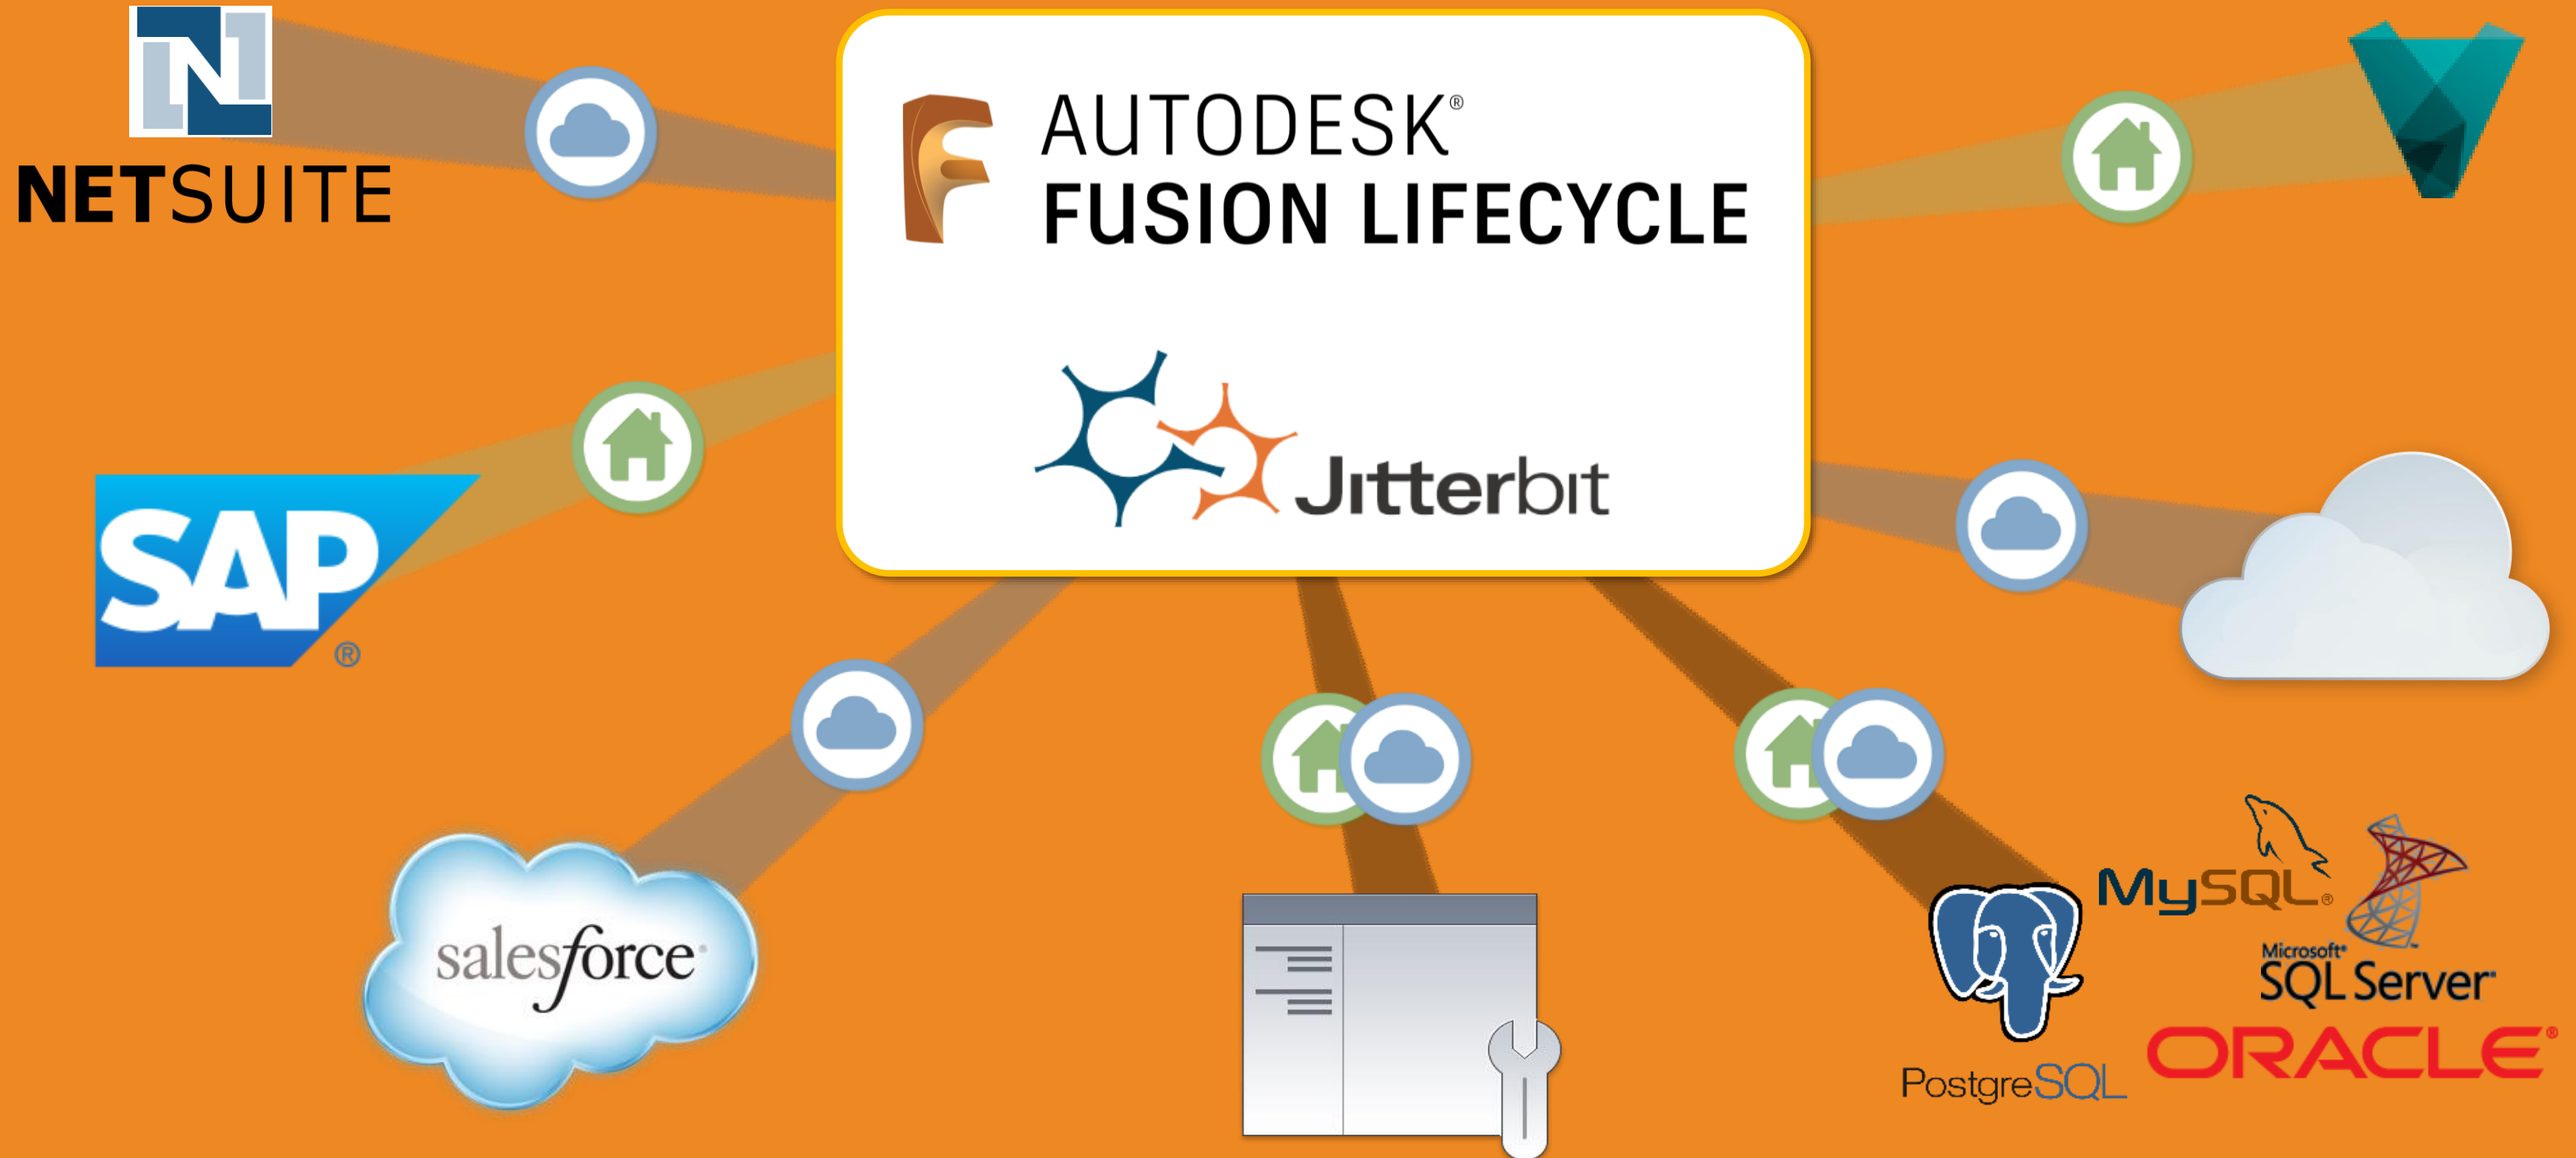 NETSUITE
AUTODESK®
FUSION LIFECYCLE
Jitterbit
SAP
®
salesforce
MySQL®
Microsoft®
SQL Server
PostgreSQL
ORACLE®